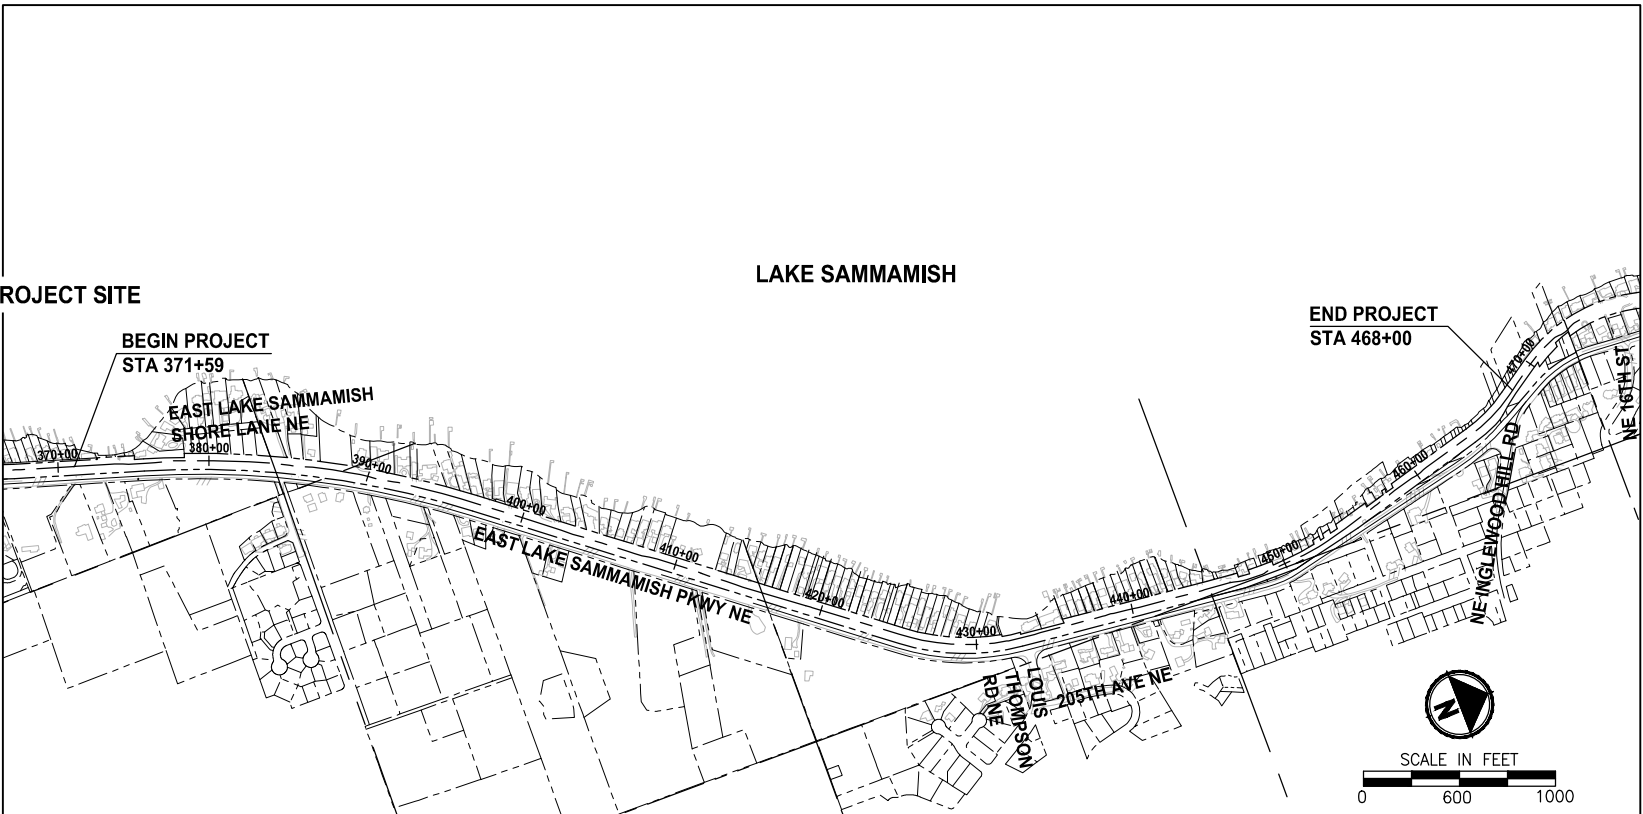 LAKE SAMMAMISH
ROJECT SITE
BEGIN PROJECT
STA 371+59
END PROJECT
STA 468+00
EAST LAKE SAMMAMISH
SHORE LANE NE
370+00
380+00
390+00
400+00
410+00
420+00
430+00
440+00
450+00
460+00
470+00
EAST LAKE SAMMAMISH PKWY NE
LOUIS
THOMPSON
RD NE
205TH AVE NE
NE INGLEWOOD HILL RD
NE 16TH ST
N
SCALE IN FEET
0 600 1000